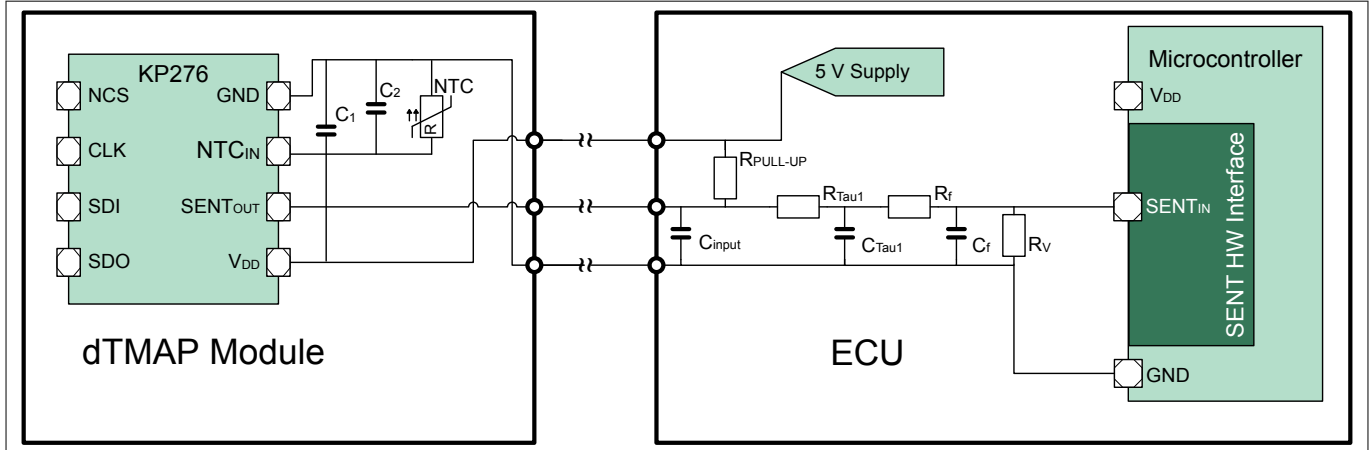 KP276
NCS
GND
CLK
NTCIN
SDI
SENTOUT
SDO
VDD
C1
C2
NTC
R
dTMAP Module
5 V Supply
RPULL-UP
RTau1
Rf
Cinput
CTau1
Cf
RV
ECU
Microcontroller
VDD
SENTIN
SENT HW Interface
GND